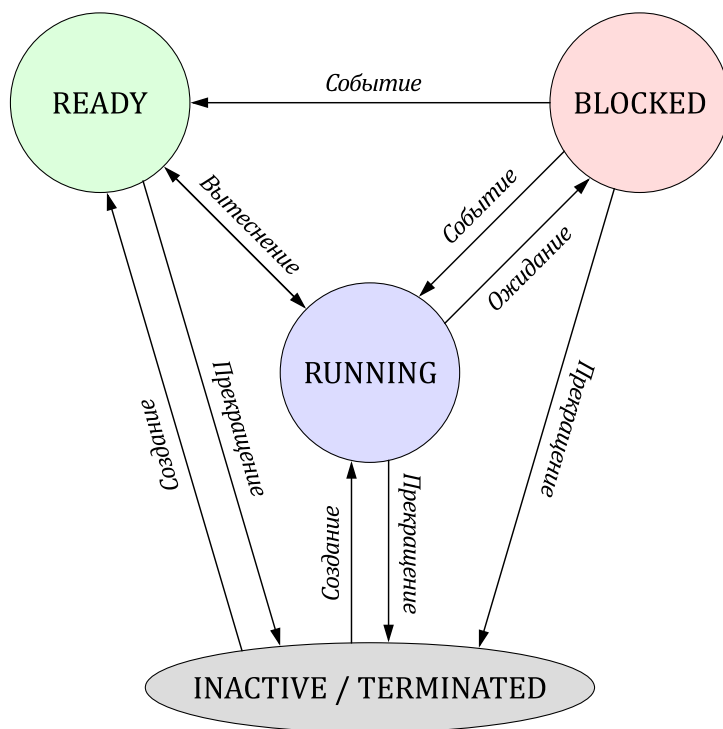 Событие
READY
BLOCKED
Вытеснение
Событие
Ожидание
RUNNING
Создание
Прекращение
Прекращение
Создание
Прекращение
INACTIVE / TERMINATED